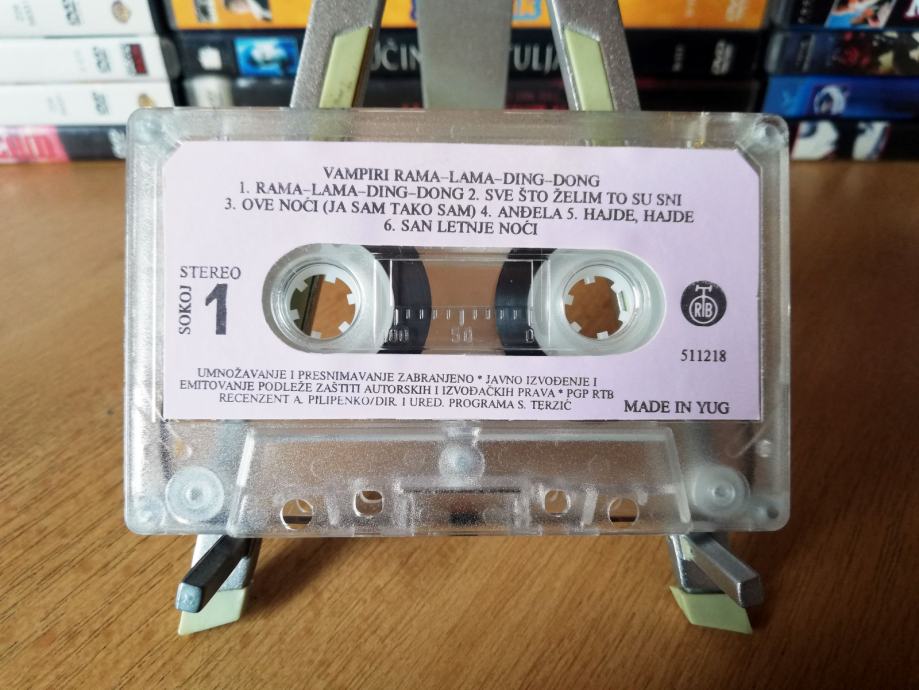 VAMPIRI RAMA–LAMA–DING–DONG
1. RAMA–LAMA–DING–DONG 2. SVE ŠTO ŽELIM TO SU SNI
3. OVE NOĆI (JA SAM TAKO SAM) 4. ANĐELA 5. HAJDE, HAJDE
6. SAN LETNJE NOĆI
STEREO
SOKOJ
1
100 50 0
RTB
511218
UMNOŽAVANJE I PRESNIMAVANJE ZABRANJENO * JAVNO IZVOĐENJE I
EMITOVANJE PODLEŽE ZAŠTITI AUTORSKIH I IZVOĐAČKIH PRAVA * PGP RTB
RECENZENT A. PILIPENKO/DIR. I URED. PROGRAMA S. TERZIĆ
MADE IN YUG